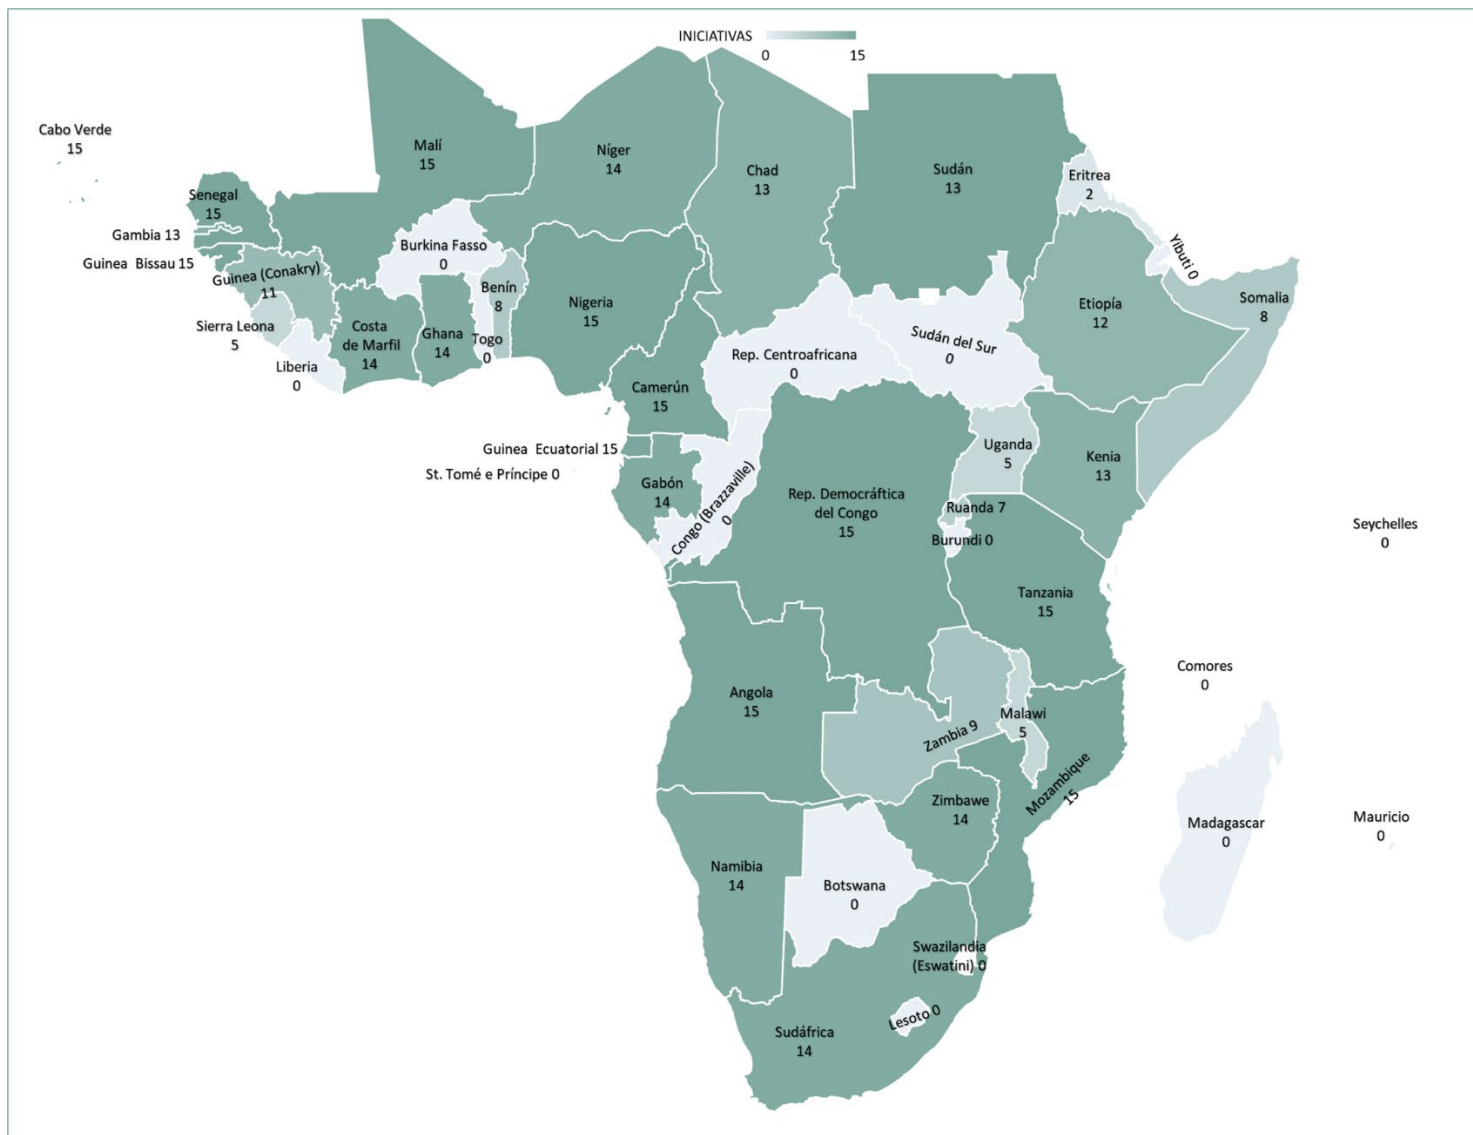 INICIATIVAS
0 15
Cabo Verde
15
Malí
15
Níger
14
Chad
13
Sudán
13
Eritrea
2
Senegal
15
Gambia 13
Guinea Bissau 15
Guinea (Conakry)
11
Burkina Fasso
0
Yibuti 0
Benín
8
Nigeria
15
Etiopía
12
Somalia
8
Sierra Leona
5
Costa
de Marfil
14
Ghana
14
Togo
0
Liberia
0
Rep. Centroafricana
0
Sudán del Sur
0
Camerún
15
Guinea Ecuatorial 15
St. Tomé e Príncipe 0
Gabón
14
Congo (Brazzaville)
0
Uganda
5
Kenia
13
Rep. Democráftica
del Congo
15
Ruanda 7
Burundi 0
Seychelles
0
Tanzania
15
Comores
0
Angola
15
Zambia 9
Malawi
5
Mozambique
15
Zimbawe
14
Madagascar
0
Mauricio
0
Namibia
14
Botswana
0
Swazilandia
(Eswatini) 0
Lesoto 0
Sudáfrica
14